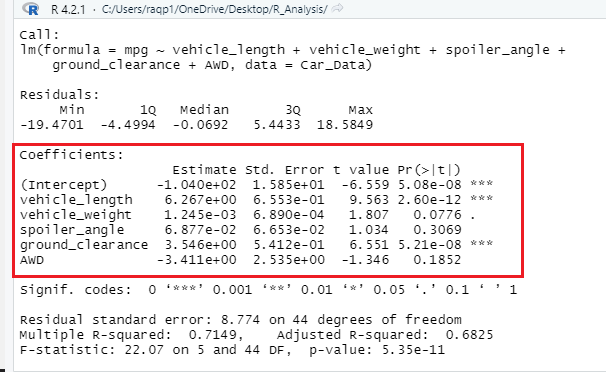 R R 4.2.1 · C:/Users/raqp1/OneDrive/Desktop/R_Analysis/
Call:
lm(formula = mpg ~ vehicle_length + vehicle_weight + spoiler_angle +
    ground_clearance + AWD, data = Car_Data)
Residuals:
     Min       1Q   Median       3Q      Max
-19.4701  -4.4994  -0.0692   5.4433  18.5849
Coefficients:
                   Estimate Std. Error t value Pr(>|t|)
(Intercept)      -1.040e+02  1.585e+01  -6.559 5.08e-08 ***
vehicle_length    6.267e+00  6.553e-01   9.563 2.60e-12 ***
vehicle_weight    1.245e-03  6.890e-04   1.807   0.0776 .
spoiler_angle     6.877e-02  6.653e-02   1.034   0.3069
ground_clearance  3.546e+00  5.412e-01   6.551 5.21e-08 ***
AWD              -3.411e+00  2.535e+00  -1.346   0.1852
Signif. codes:  0 ‘***’ 0.001 ‘**’ 0.01 ‘*’ 0.05 ‘.’ 0.1 ‘ ’ 1
Residual standard error: 8.774 on 44 degrees of freedom
Multiple R-squared:  0.7149,    Adjusted R-squared:  0.6825
F-statistic: 22.07 on 5 and 44 DF,  p-value: 5.35e-11